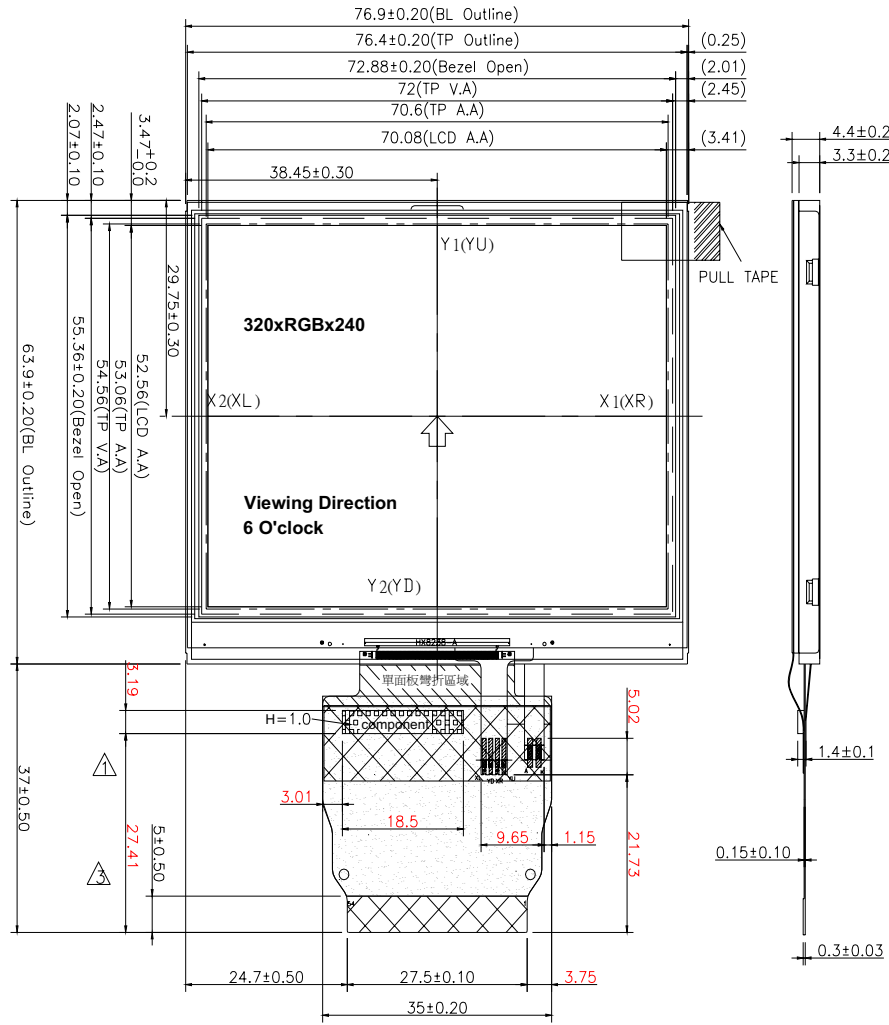 76.9±0.20(BL Outline)
76.4±0.20(TP Outline)
(0.25)
72.88±0.20(Bezel Open)
(2.01)
72(TP V.A)
(2.45)
70.6(TP A.A)
70.08(LCD A.A)
(3.41)
38.45±0.30
2.07±0.10
2.47±0.10
3.47+0.2 -0.0
4.4±0.2
3.3±0.2
Y1(YU)
PULL TAPE
29.75±0.30
320xRGBx240
63.9±0.20(BL Outline)
55.36±0.20(Bezel Open)
54.56(TP V.A)
53.06(TP A.A)
52.56(LCD A.A)
X2(XL)
X1(XR)
Viewing Direction
6 O'clock
Y2(YD)
HX8238-A
單面板彎折區域
3.19
H=1.0
component
5.02
1
1.4±0.1
3.01
18.5
9.65
1.15
37±0.50
27.41
3
5±0.50
21.73
0.15±0.10
0.3±0.03
24.7±0.50
27.5±0.10
3.75
35±0.20